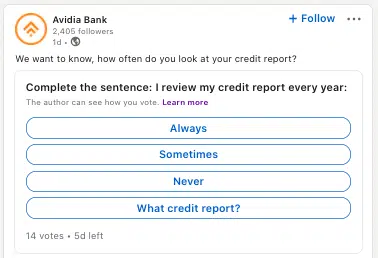 Avidia Bank
+ Follow
2,405 followers
1d •
We want to know, how often do you look at your credit report?
Complete the sentence: I review my credit report every year:
The author can see how you vote. Learn more
Always
Sometimes
Never
What credit report?
14 votes • 5d left